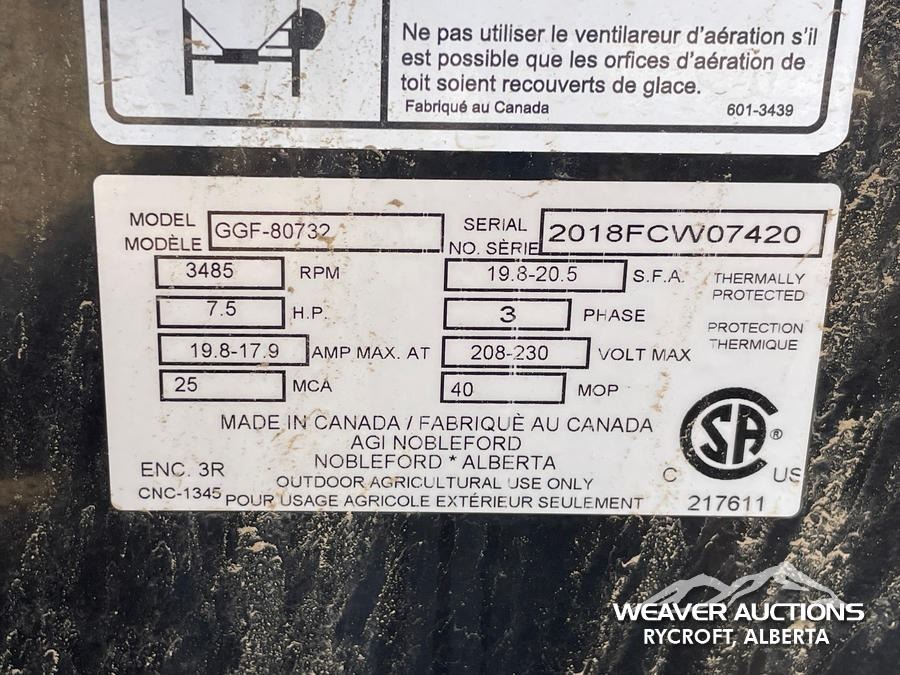 Ne pas utiliser le ventilareur d'aération s'il
est possible que les orfices d'aération de
toit soient recouverts de glace.
Fabriqué au Canada 601-3439
MODEL
MODÈLE GGF-80732 SERIAL
NO. SÈRIE 2018FCW07420
3485 RPM 19.8-20.5 S.F.A. THERMALLY
PROTECTED
7.5 H.P. 3 PHASE PROTECTION
THERMIQUE
19.8-17.9 AMP MAX. AT 208-230 VOLT MAX
25 MCA 40 MOP
MADE IN CANADA / FABRIQUÈ AU CANADA
AGI NOBLEFORD
NOBLEFORD * ALBERTA
ENC. 3R OUTDOOR AGRICULTURAL USE ONLY
CNC-1345 POUR USAGE AGRICOLE EXTÉRIEUR SEULEMENT
C SA ® US
217611
WEAVER AUCTIONS
RYCROFT, ALBERTA